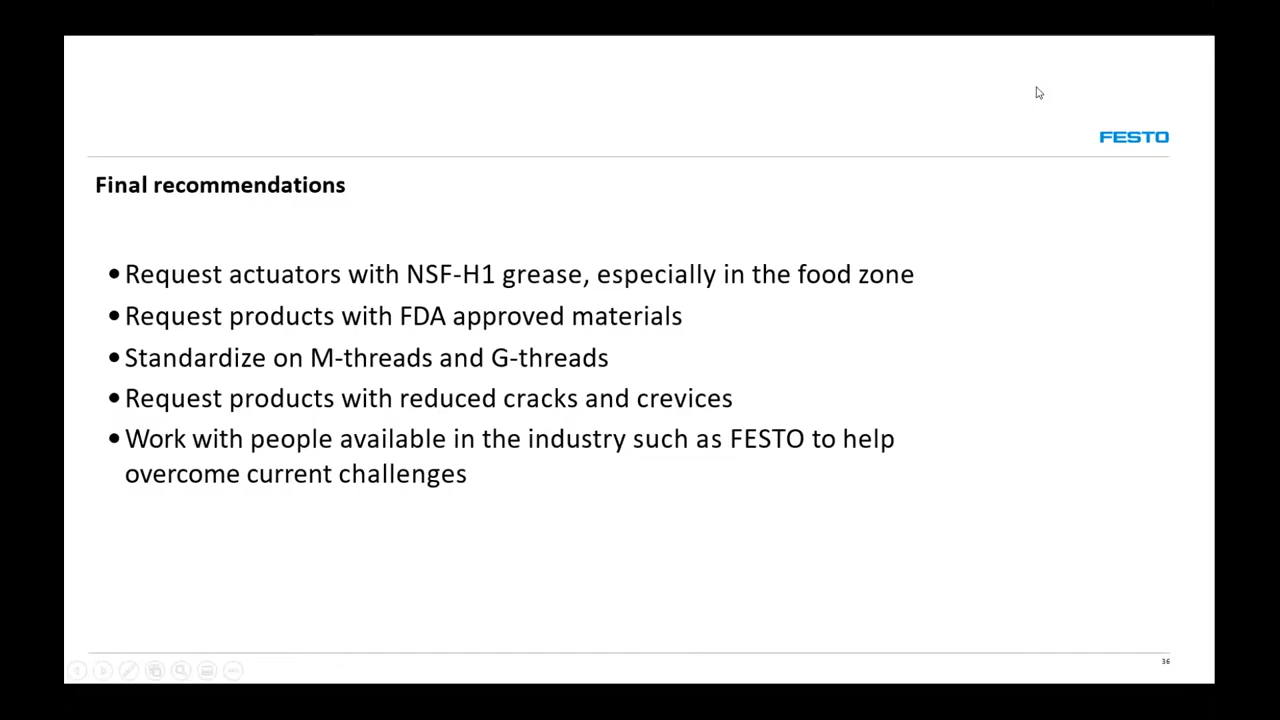 FESTO
Final recommendations
•Request actuators with NSF-H1 grease, especially in the food zone
•Request products with FDA approved materials
•Standardize on M-threads and G-threads
•Request products with reduced cracks and crevices
•Work with people available in the industry such as FESTO to help
overcome current challenges
36